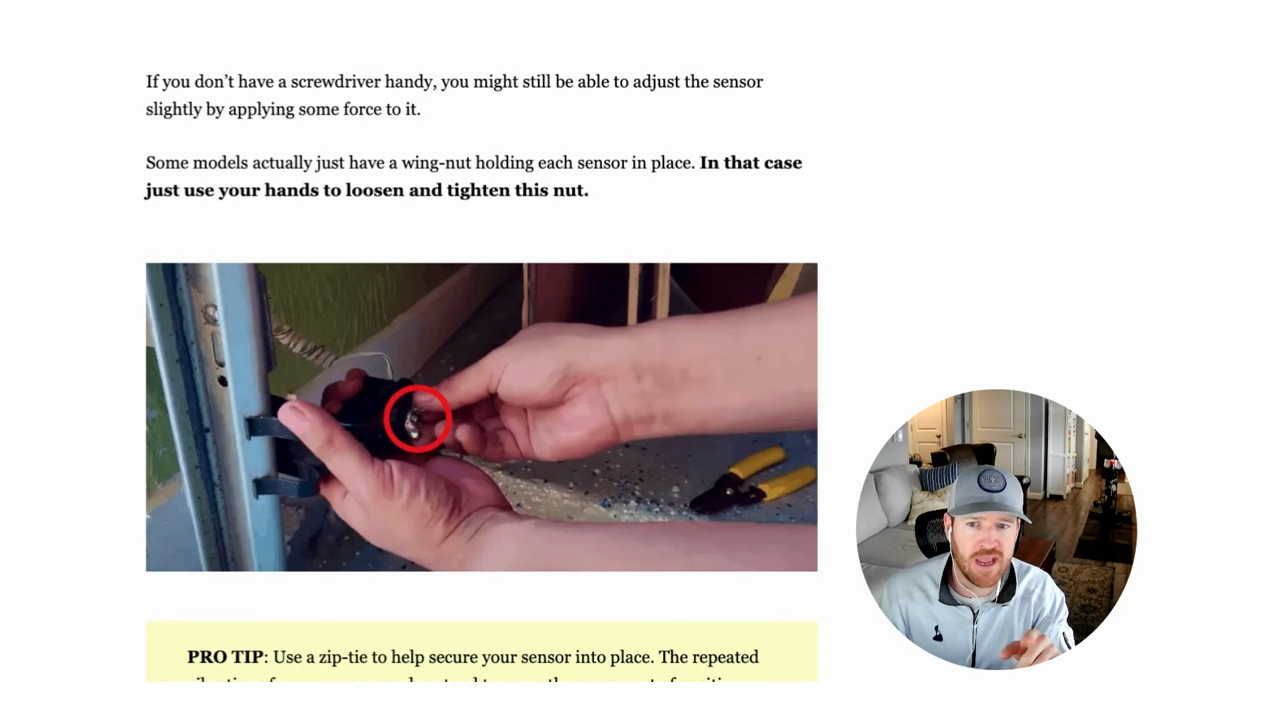 If you don’t have a screwdriver handy, you might still be able to adjust the sensor
slightly by applying some force to it.
Some models actually just have a wing-nut holding each sensor in place. In that case
just use your hands to loosen and tighten this nut.
PRO TIP: Use a zip-tie to help secure your sensor into place. The repeated